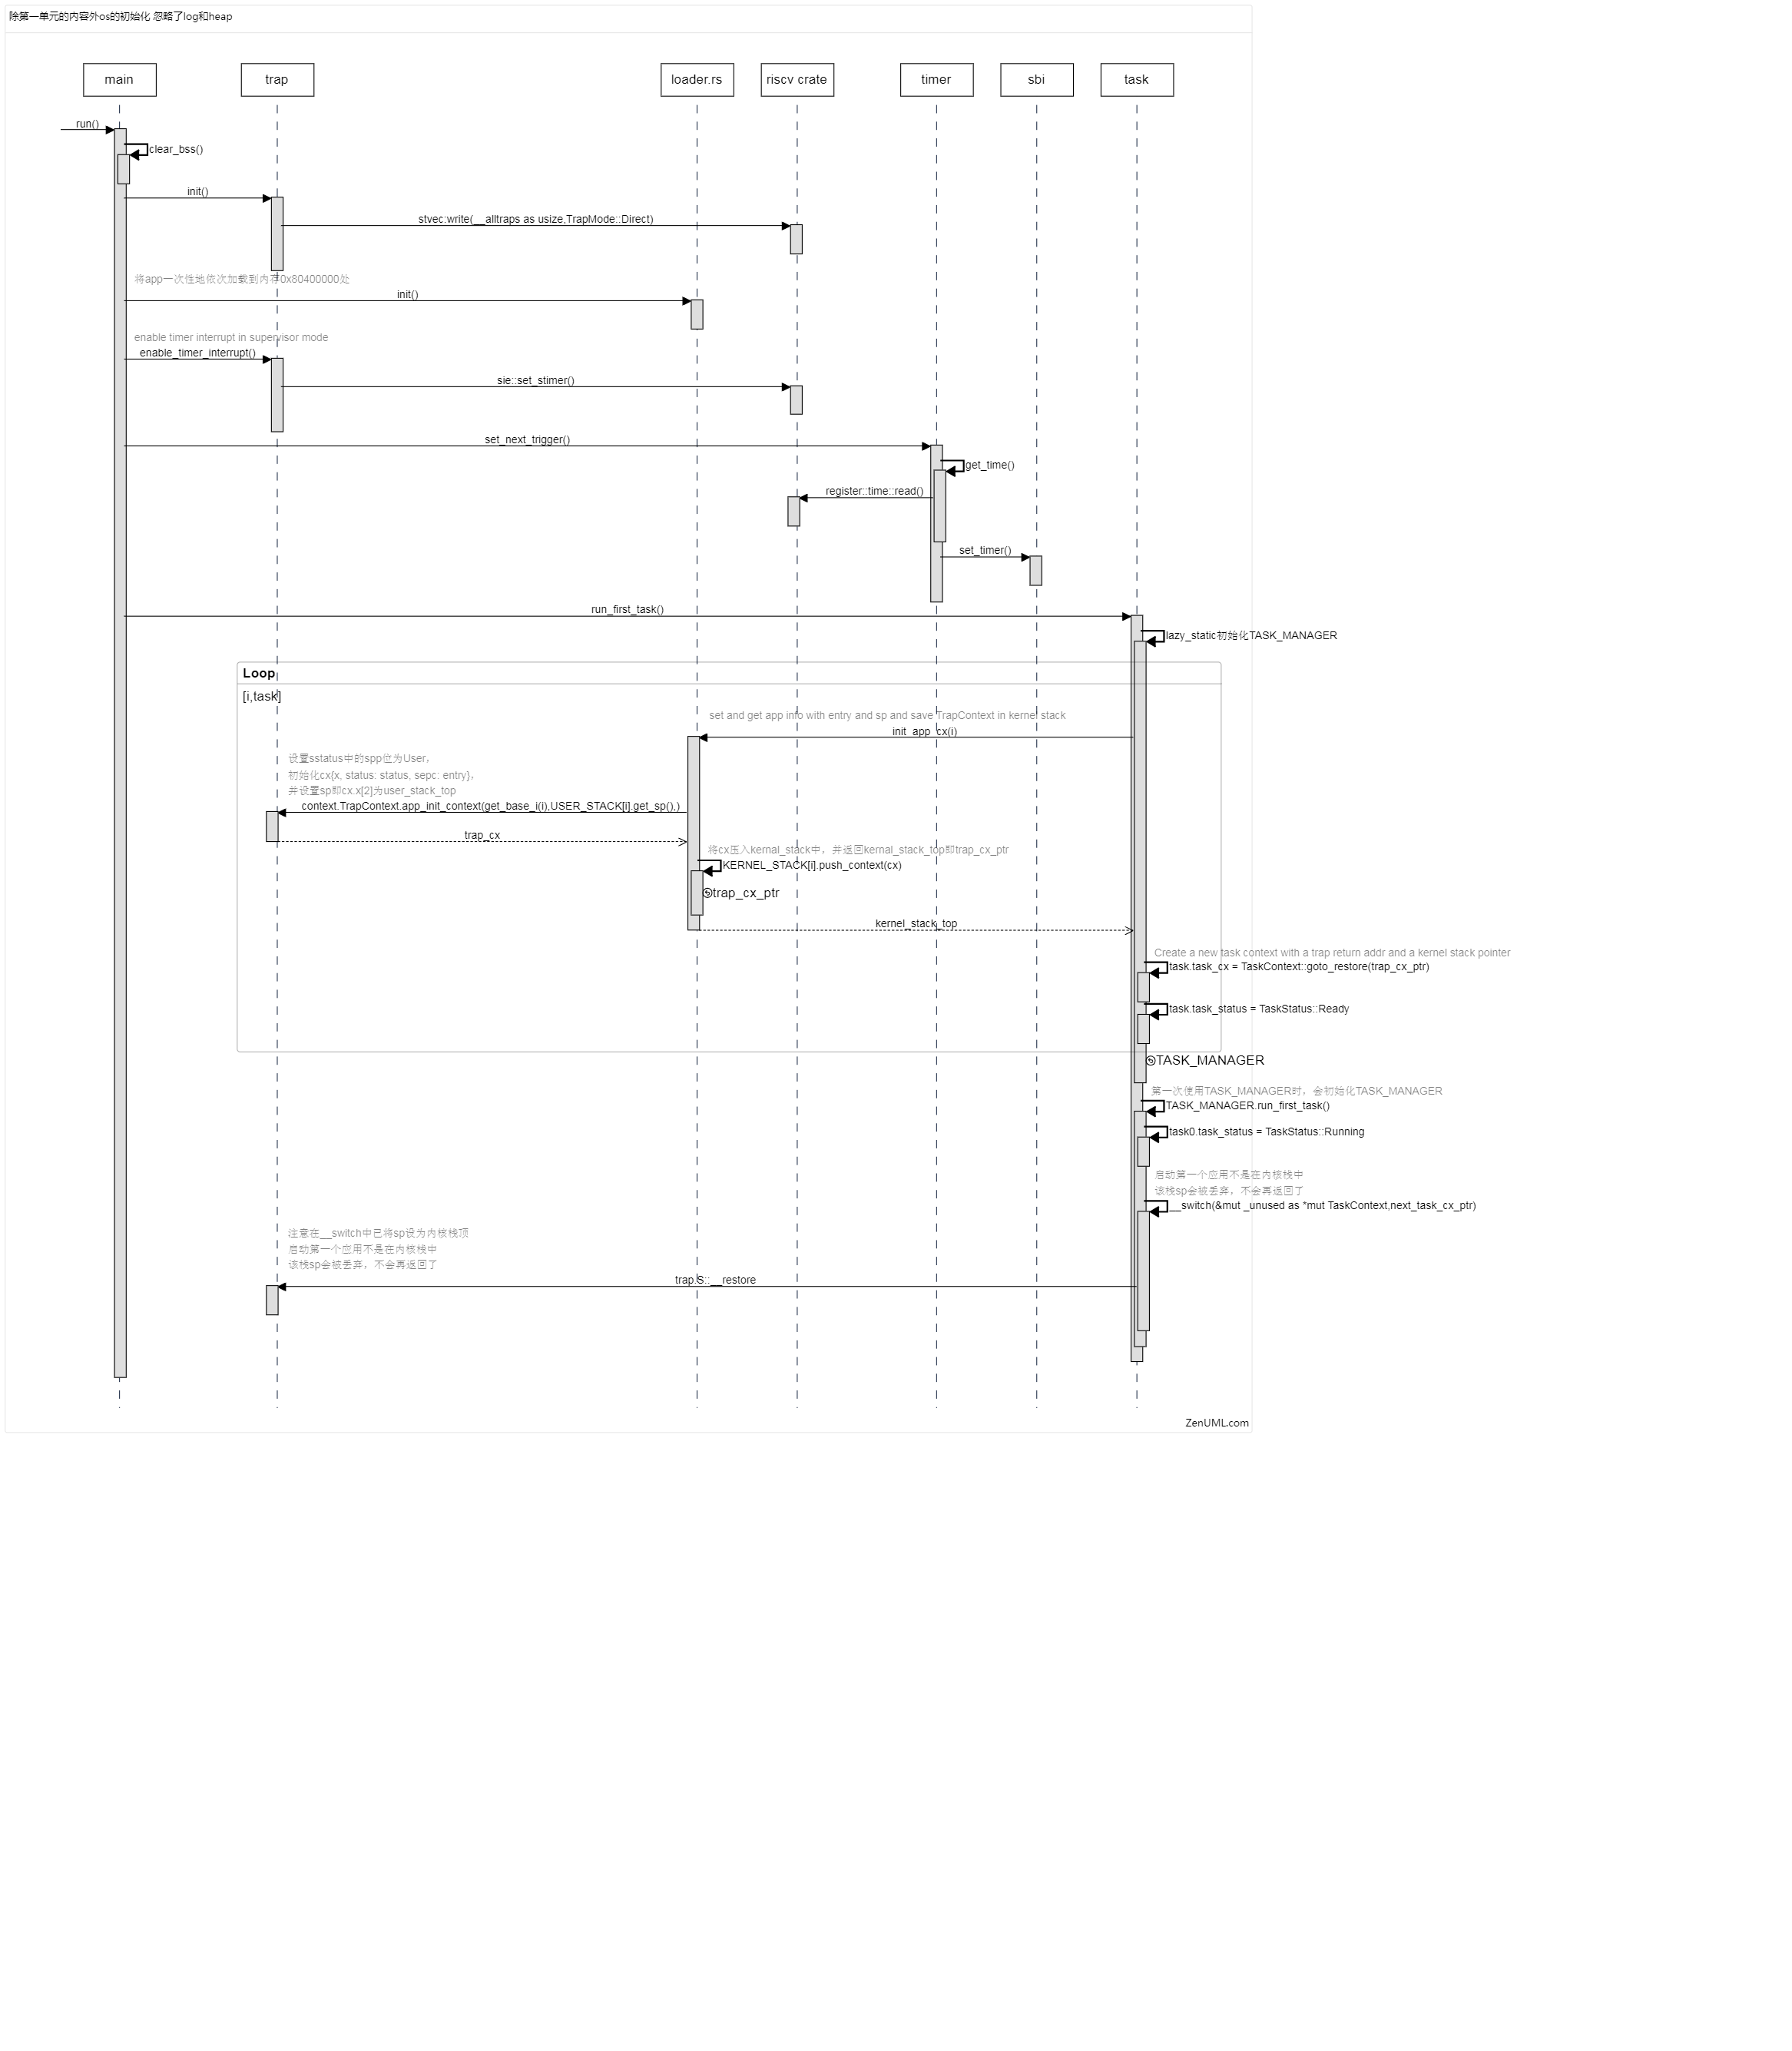 除第一单元的内容外os的初始化 忽略了log和heap
main
trap
loader.rs
riscv crate
timer
sbi
task
run()
clear_bss()
init()
stvec:write(__alltraps as usize,TrapMode::Direct)
将app一次性地依次加载到内存0x80400000处
init()
enable timer interrupt in supervisor mode
enable_timer_interrupt()
sie::set_stimer()
set_next_trigger()
get_time()
register::time::read()
set_timer()
run_first_task()
lazy_static初始化TASK_MANAGER
Loop
[i,task]
set and get app info with entry and sp and save TrapContext in kernel stack
init_app_cx(i)
设置sstatus中的spp位为User，
初始化cx{x, status: status, sepc: entry}，
并设置sp即cx.x[2]为user_stack_top
context.TrapContext.app_init_context(get_base_i(i),USER_STACK[i].get_sp(),)
trap_cx
将cx压入kernal_stack中，并返回kernal_stack_top即trap_cx_ptr
KERNEL_STACK[i].push_context(cx)
trap_cx_ptr
kernel_stack_top
Create a new task context with a trap return addr and a kernel stack pointer
task.task_cx = TaskContext::goto_restore(trap_cx_ptr)
task.task_status = TaskStatus::Ready
TASK_MANAGER
第一次使用TASK_MANAGER时，会初始化TASK_MANAGER
TASK_MANAGER.run_first_task()
task0.task_status = TaskStatus::Running
启动第一个应用不是在内核栈中
该栈sp会被丢弃，不会再返回了
__switch(&mut _unused as *mut TaskContext,next_task_cx_ptr)
注意在__switch中已将sp设为内核栈顶
启动第一个应用不是在内核栈中
该栈sp会被丢弃，不会再返回了
trap.S::__restore
ZenUML.com